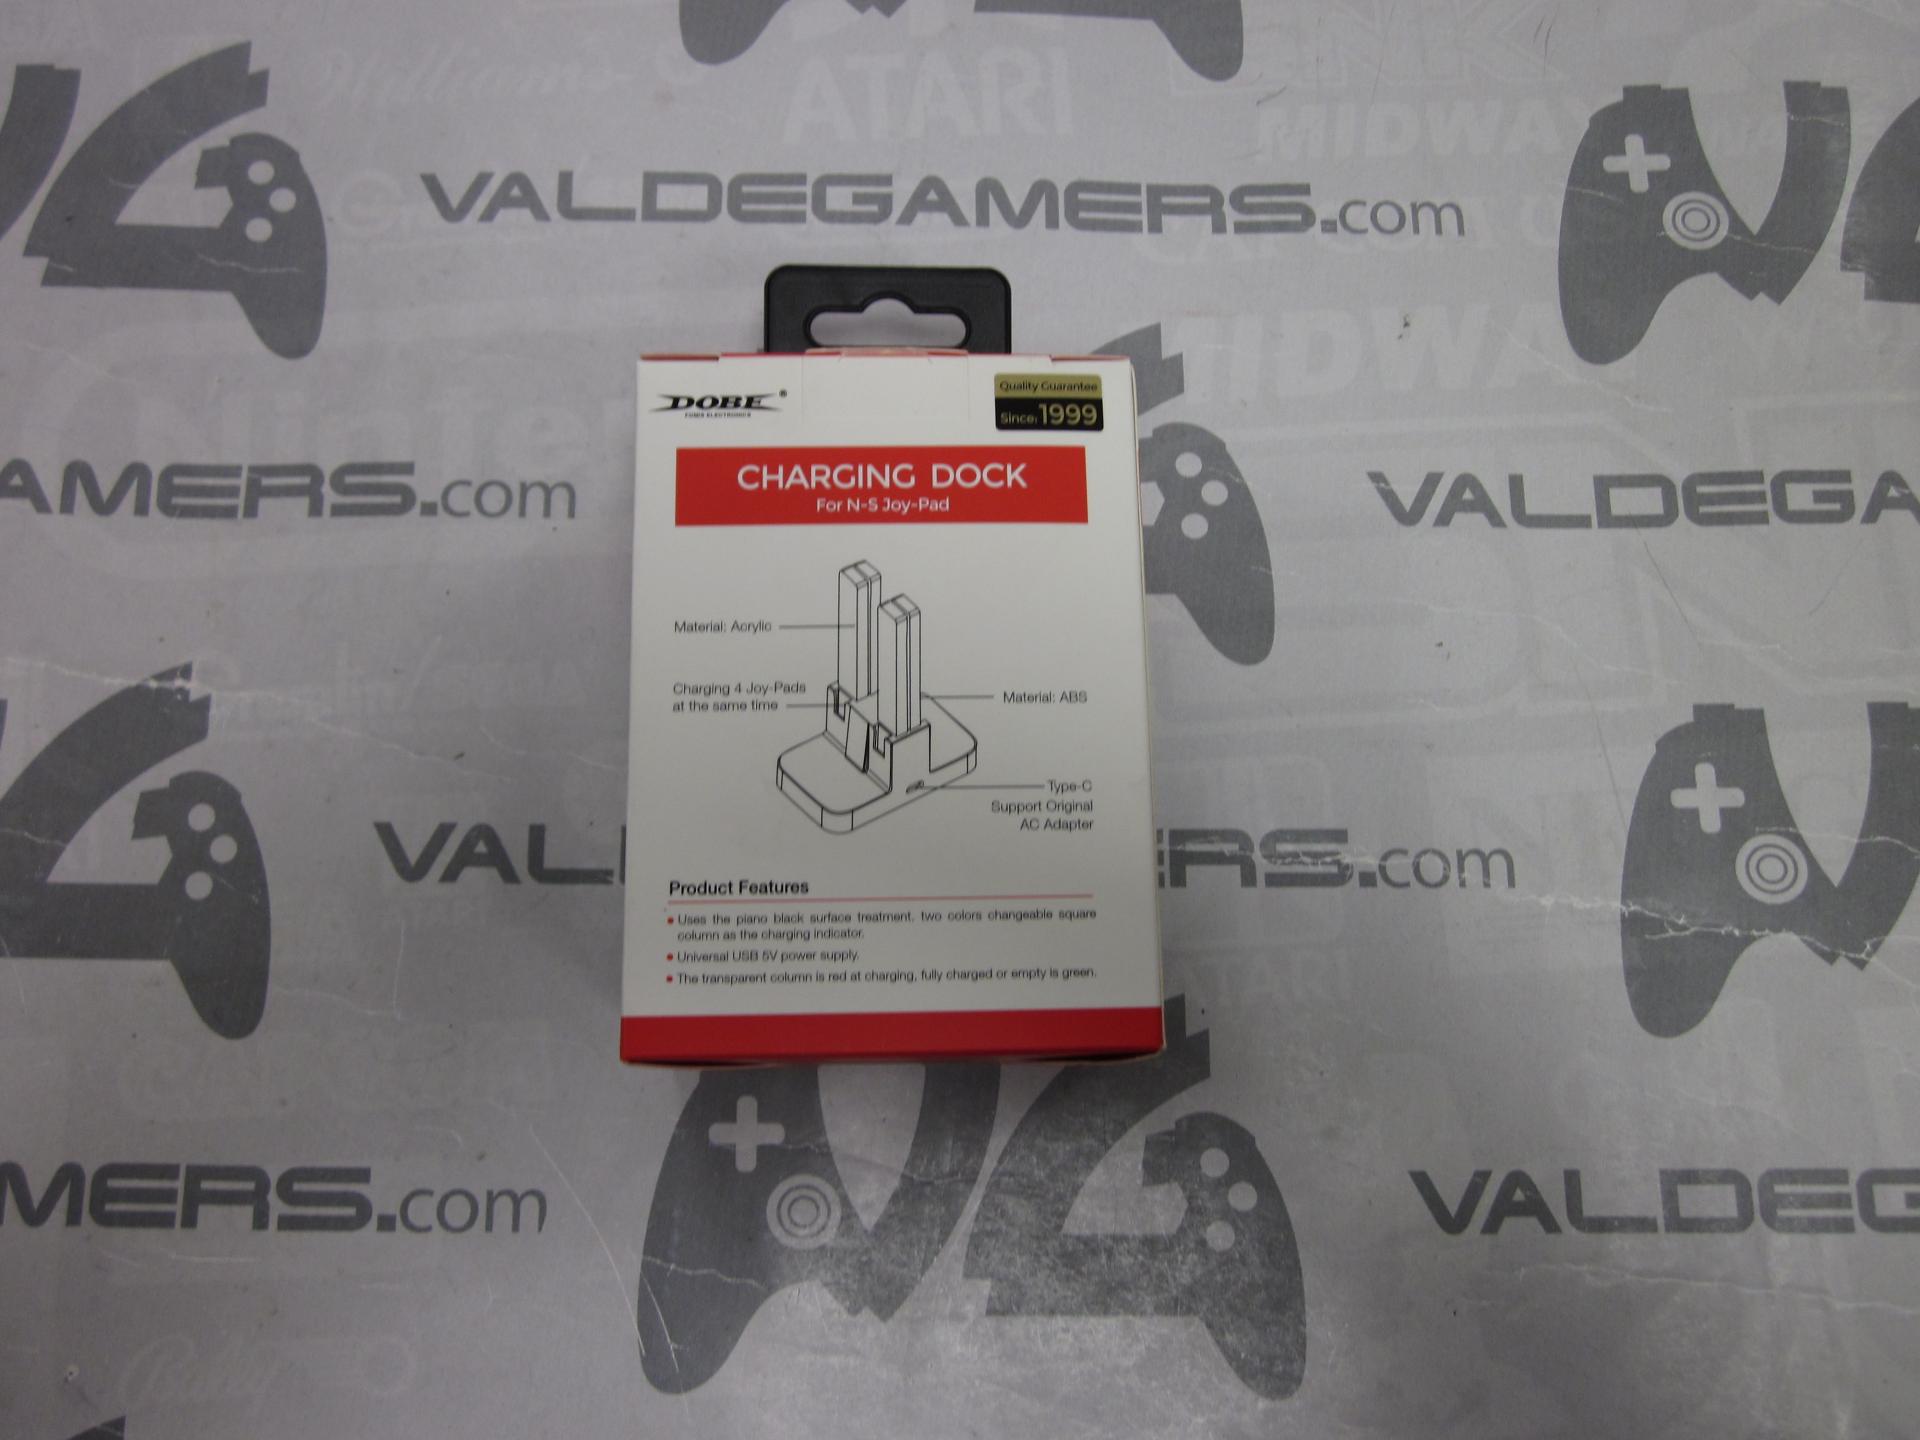 ATARI
MIDWAY
VALDEGAMERS.com
MIDWA
DOBE®
Quality Guarantee
Since: 1999
CHARGING DOCK
For N-S Joy-Pad
AMERS.com
VALDEGA
Material: Acrylic
Charging 4 Joy-Pads
at the same time
Material: ABS
Type-C
Support Original
AC Adapter
VAL
ERS.com
Product Features
• Uses the piano black surface treatment, two colors changeable square
column as the charging indicator.
• Universal USB 5V power supply.
• The transparent column is red at charging, fully charged or empty is green.
MERS.com
VALDEG